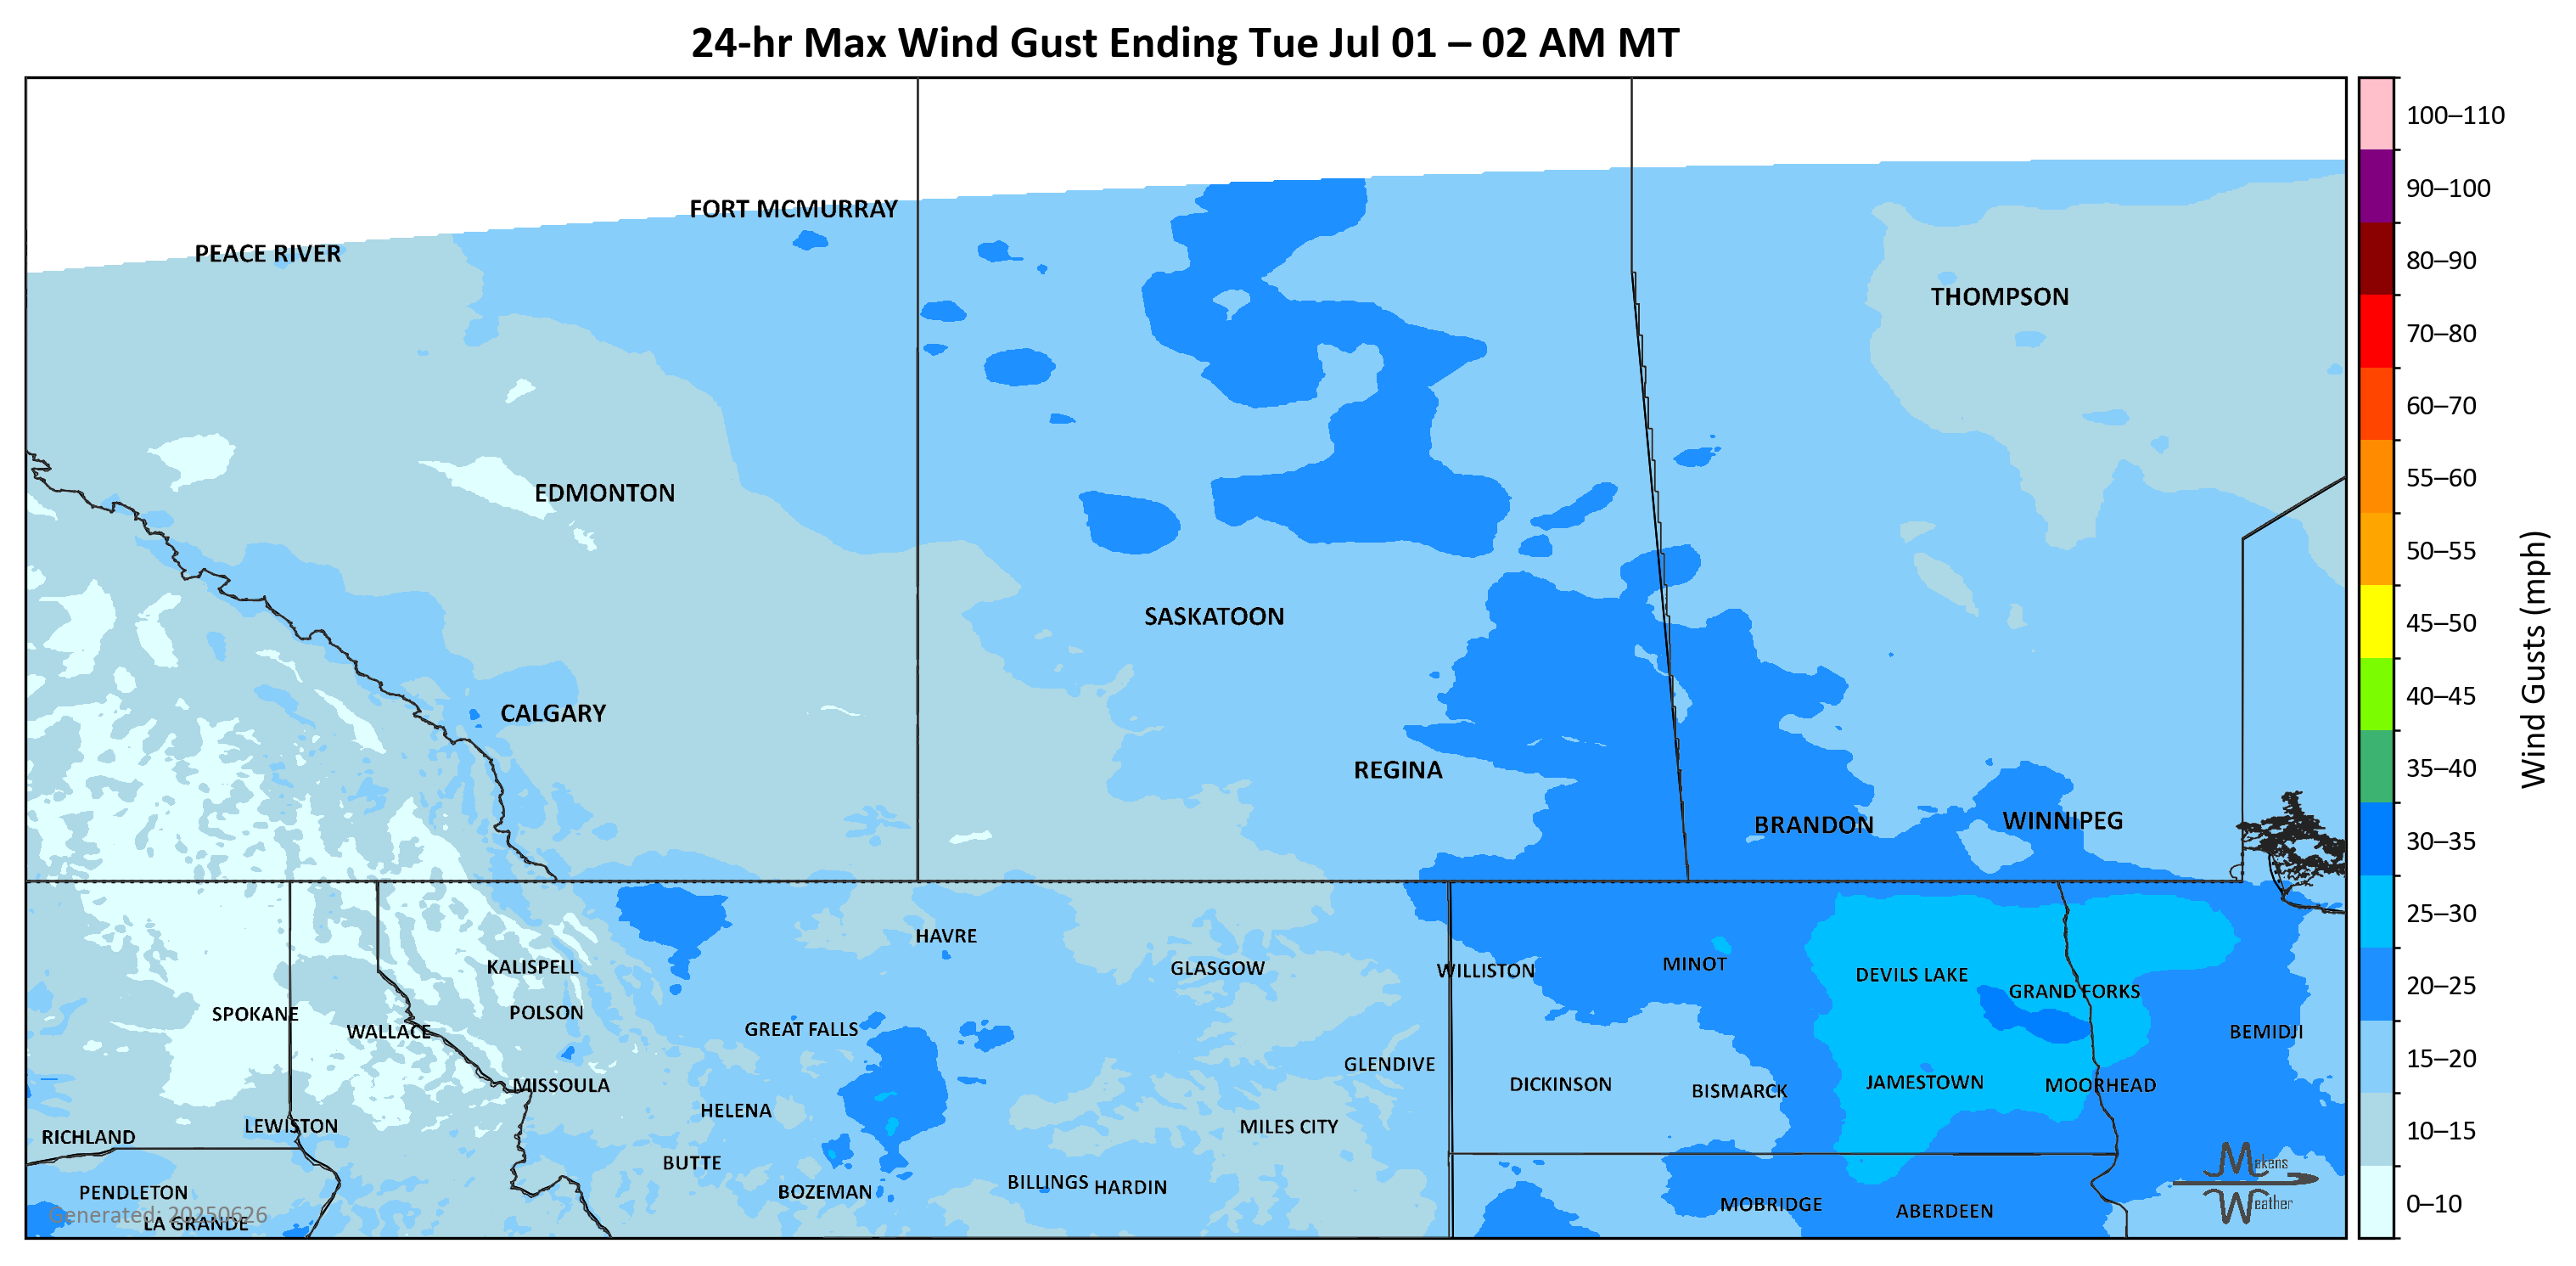 24-hr Max Wind Gust Ending Tue Jul 01 – 02 AM MT
100–110
90–100
80–90
70–80
60–70
55–60
50–55
45–50
40–45
35–40
30–35
25–30
20–25
15–20
10–15
0–10
Wind Gusts (mph)
FORT MCMURRAY
PEACE RIVER
THOMPSON
EDMONTON
SASKATOON
CALGARY
REGINA
BRANDON
WINNIPEG
HAVRE
KALISPELL
GLASGOW
WILLISTON
MINOT
DEVILS LAKE
GRAND FORKS
SPOKANE
WALLACE
POLSON
GREAT FALLS
BEMIDJI
GLENDIVE
MISSOULA
DICKINSON
BISMARCK
JAMESTOWN
MOORHEAD
HELENA
MILES CITY
LEWISTON
RICHLAND
BUTTE
BOZEMAN
BILLINGS
HARDIN
PENDLETON
MOBRIDGE
ABERDEEN
Generated: 20250626
LA GRANDE
Makens
Weather